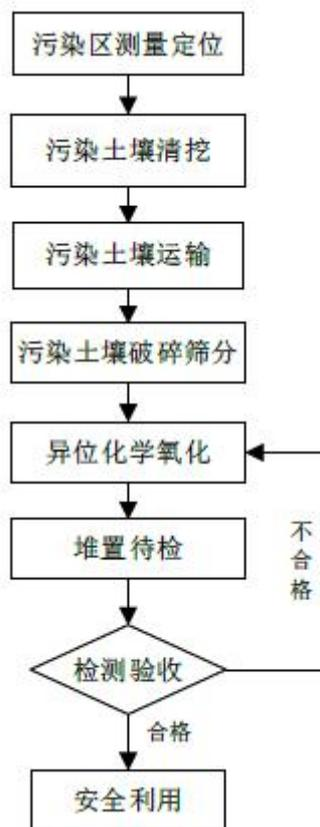 污染区测量定位
污染土壤清挖
污染土壤运输
污染土壤破碎筛分
异位化学氧化
堆置待检
不合格
检测验收
合格
安全利用